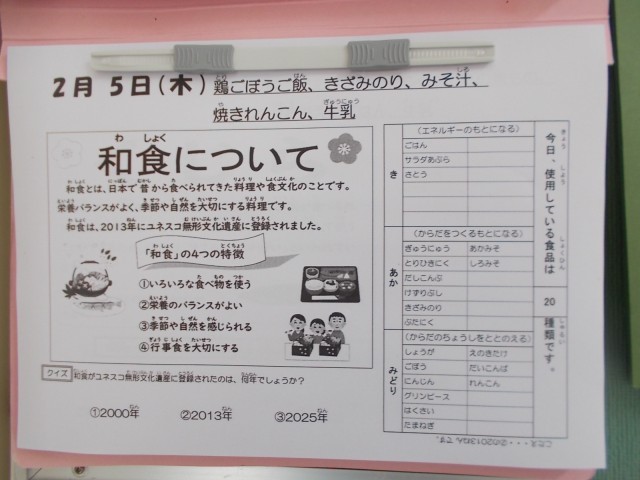 2月 5日(木) 鶏ごぼうご飯、きざみのり、みそ汁、
焼きれんこん、牛乳
和食について
和食とは、日本で昔から食べられてきた料理や食文化のことです。
栄養バランスがよく、季節や自然を大切にする料理です。
和食は、2013年にユネスコ無形文化遺産に登録されました。
「和食」の4つの特徴
①いろいろな食べ物を使う
②栄養のバランスがよい
③季節や自然を感じられる
④行事食を大切にする
クイズ 和食がユネスコ無形文化遺産に登録されたのは、何年でしょうか?
①2000年 ②2013年 ③2025年
今日、使用している食品は 20 種類です。
き
(エネルギーのもとになる)
ごはん
サラダあぶら
さとう
あか
(からだをつくるもとになる)
ぎゅうにゅう あかみそ
とりひきにく しろみそ
だしこんぶ
けずりぶし
きざみのり
ぶたにく
みどり
(からだのちょうしをととのえる)
しょうが えのきたけ
ごぼう だいこんば
にんじん れんこん
グリンピース
はくさい
たまねぎ
こたえ・・・②の2013ねん です。